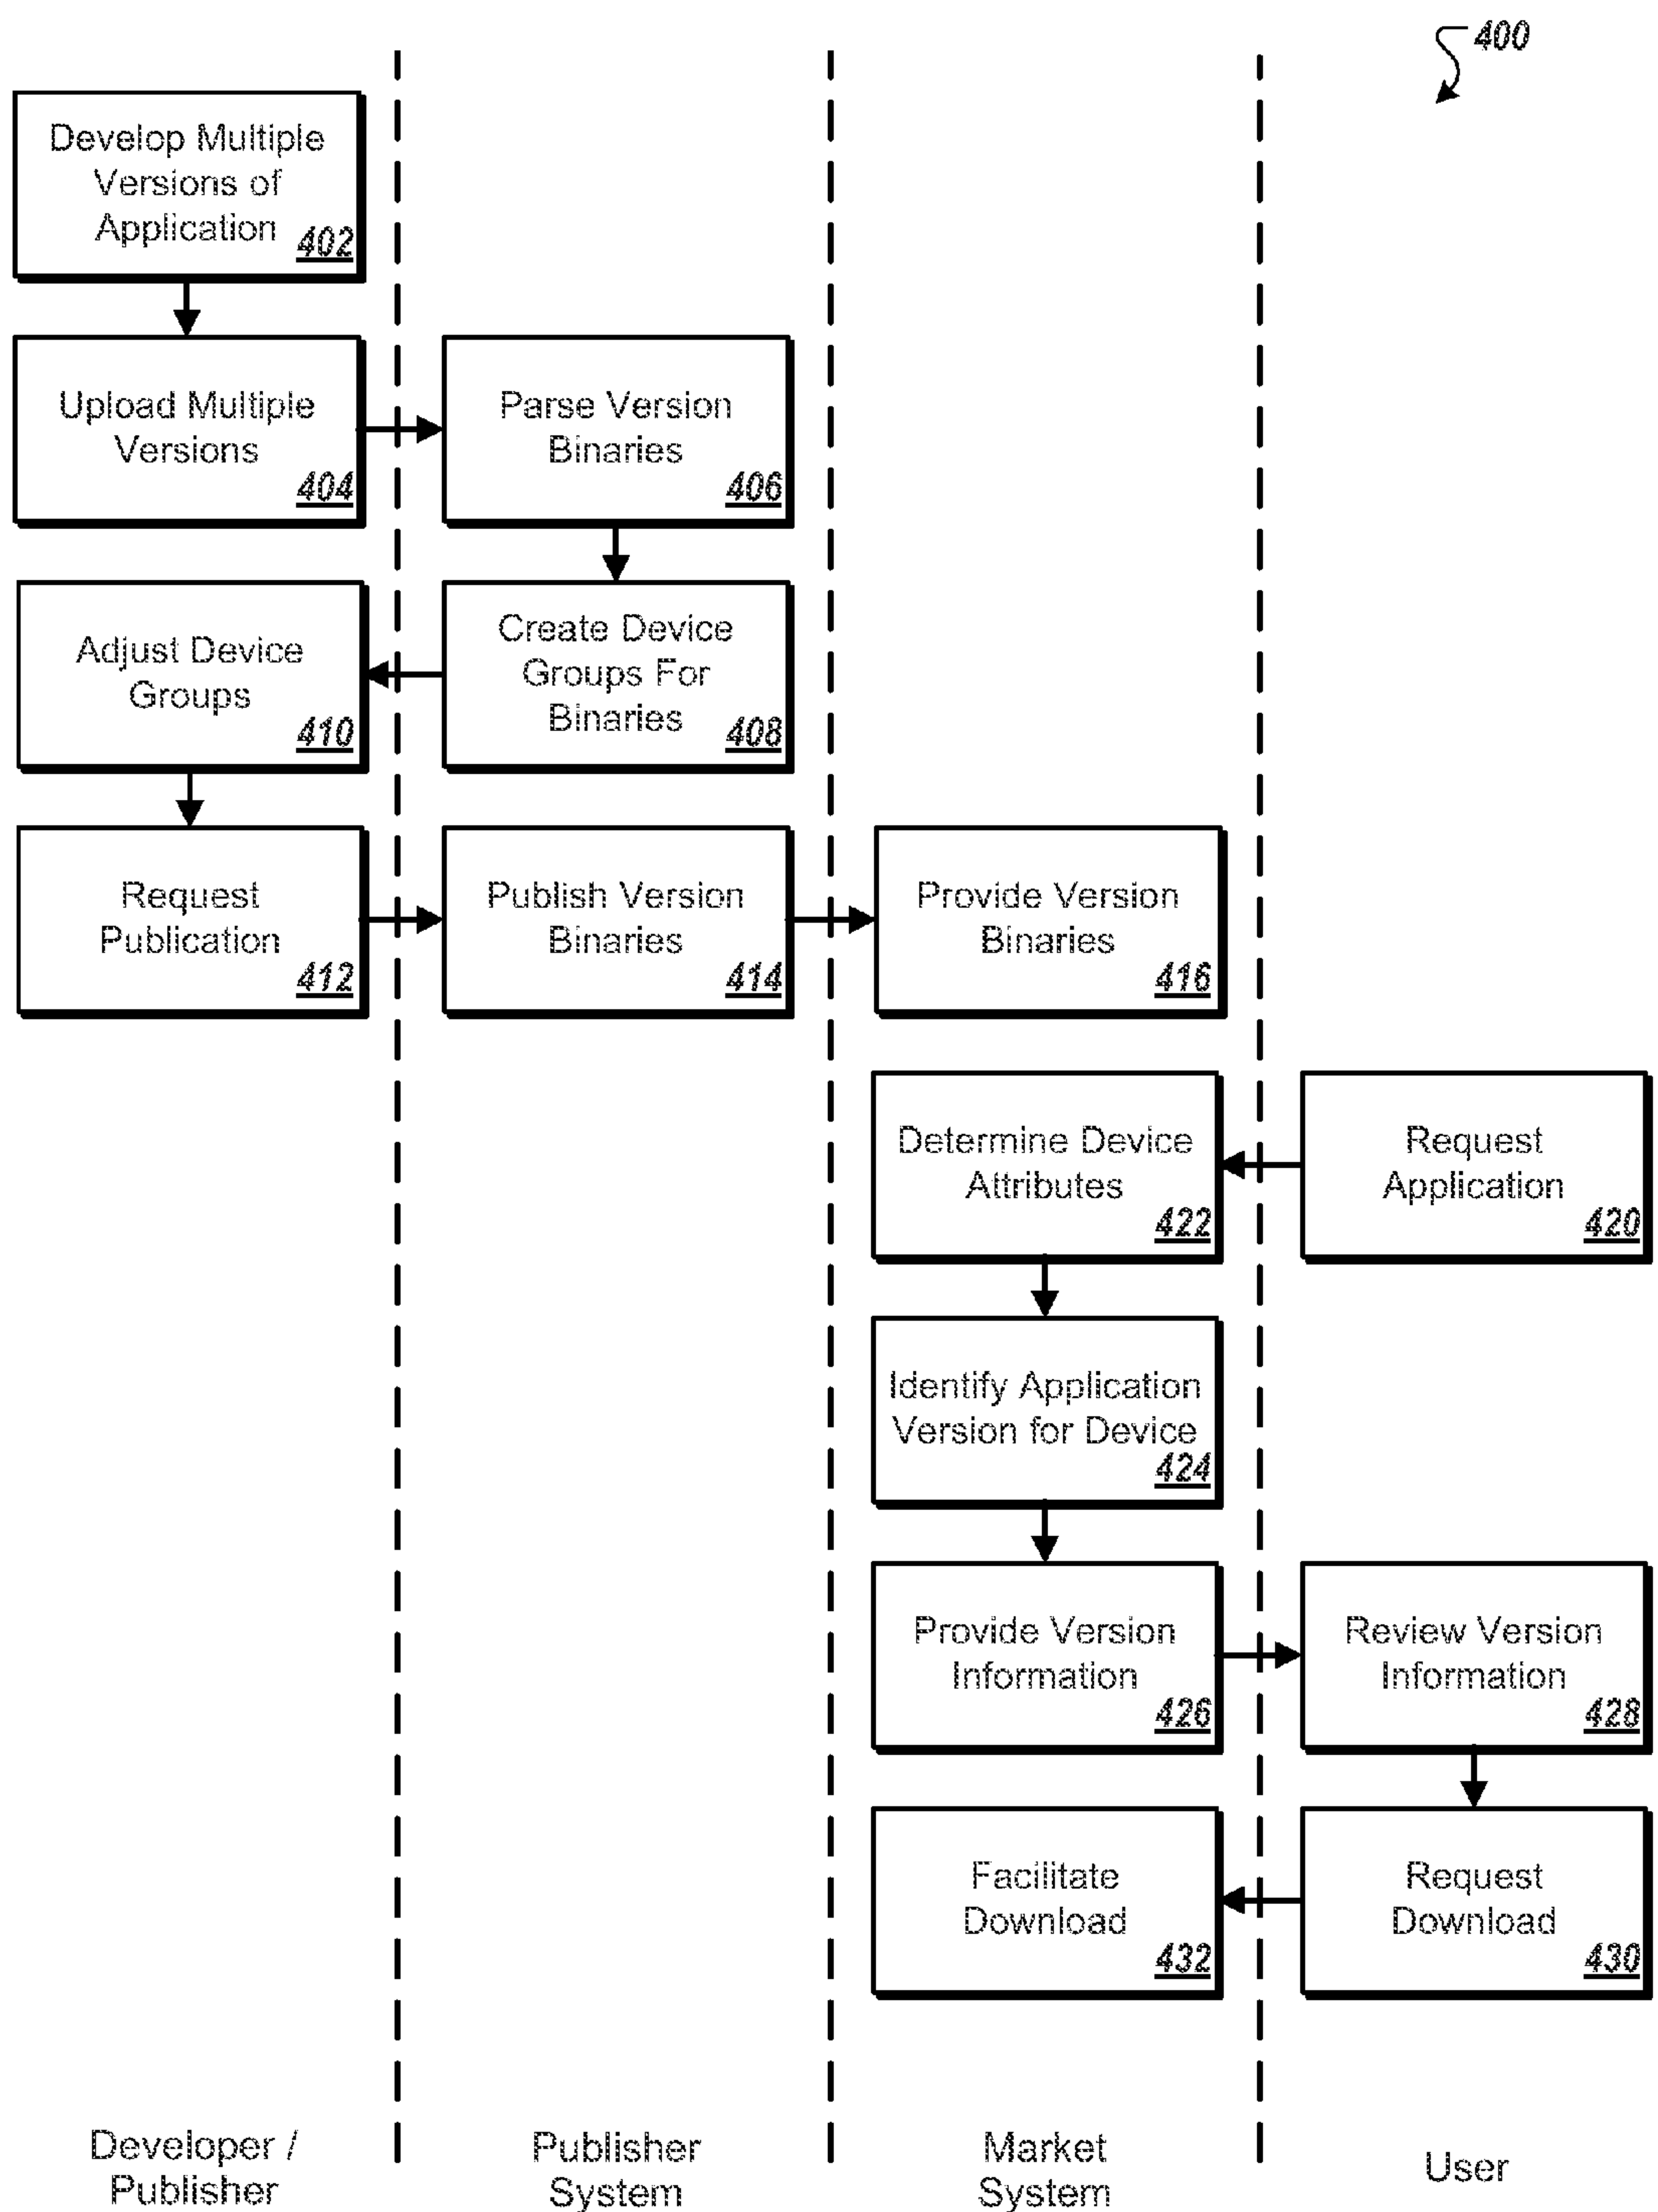 400
Develop Multiple
Versions of
Application
402
Upload Multiple
Versions
404
Parse Version
Binaries
406
Create Device
Groups For
Binaries
408
Adjust Device
Groups
410
Request
Publication
412
Publish Version
Binaries
414
Provide Version
Binaries
416
Request
Application
420
Determine Device
Attributes
422
Identify Application
Version for Device
424
Provide Version
Information
426
Review Version
Information
428
Request
Download
430
Facilitate
Download
432
Developer /
Publisher
Publisher
System
Market
System
User